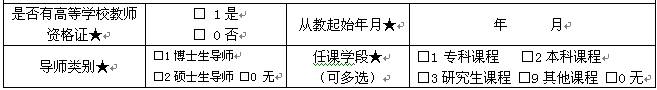 是否有高等学校教师资格证★
□ 1 是
□ 0 否
从教起始年月★
年 月
导师类别★
□1 博士生导师
□2 硕士生导师 □0 无
任课学段★
（可多选）
□1 专科课程 □2 本科课程
□3 研究生课程 □9 其他课程 □0 无